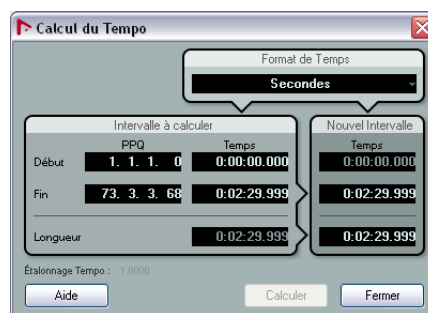 Calcul du Tempo
Format de Temps
Secondes
Intervalle à calculer
Nouvel Intervalle
PPQ Temps Temps
Début 1. 1. 1. 0 0:00:00.000 0:00:00.000
Fin 73. 3. 3. 68 0:02:29.999 0:02:29.999
Longueur 0:02:29.999 0:02:29.999
Étalonnage Tempo : 1.0000
Aide Calculer Fermer